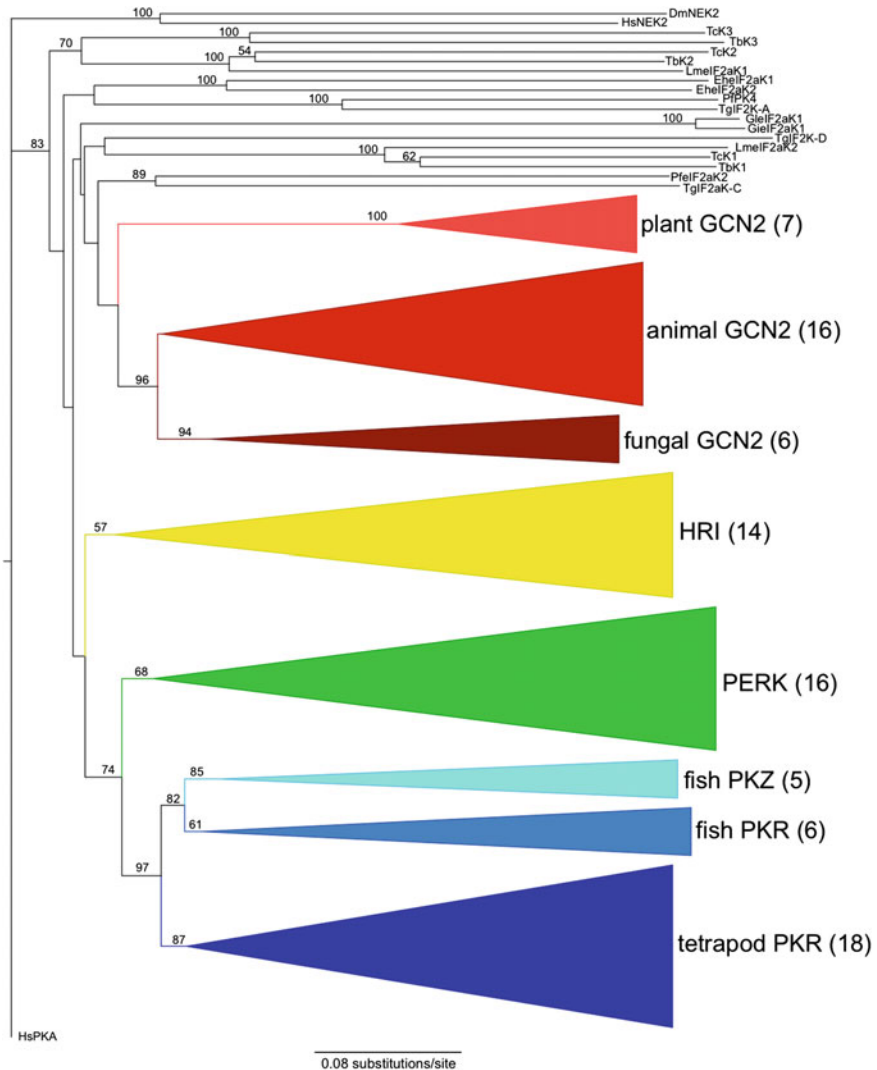 100
DmNEK2
HsNEK2
70
100
TcK3
TbK3
54
TcK2
100
TbK2
LmeIF2aK1
100
EheIF2aK1
EheIF2aK2
100
PfPK4
TgIF2K-A
100
GleIF2aK1
GieIF2aK1
83
TgIF2K-D
100
LmeIF2aK2
62
TcK1
TbK1
89
PfeIF2aK2
TgIF2aK-C
100
plant GCN2 (7)
animal GCN2 (16)
96
94
fungal GCN2 (6)
57
HRI (14)
68
PERK (16)
74
85
fish PKZ (5)
82
61
fish PKR (6)
97
87
tetrapod PKR (18)
HsPKA
0.08 substitutions/site